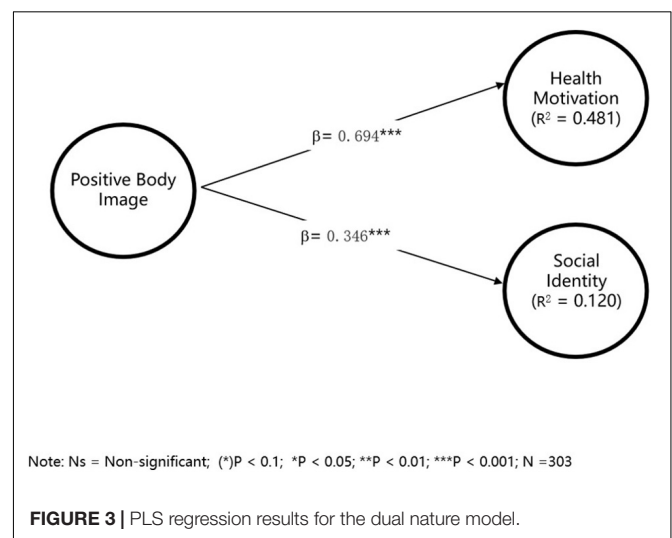 Health
Motivation
(R² = 0.481)
β= 0.694***
Positive Body
Image
β= 0.346***
Social
Identity
(R² = 0.120)
Note: Ns = Non-significant; (*)P < 0.1; *P < 0.05; **P < 0.01; ***P < 0.001; N =303
FIGURE 3 | PLS regression results for the dual nature model.